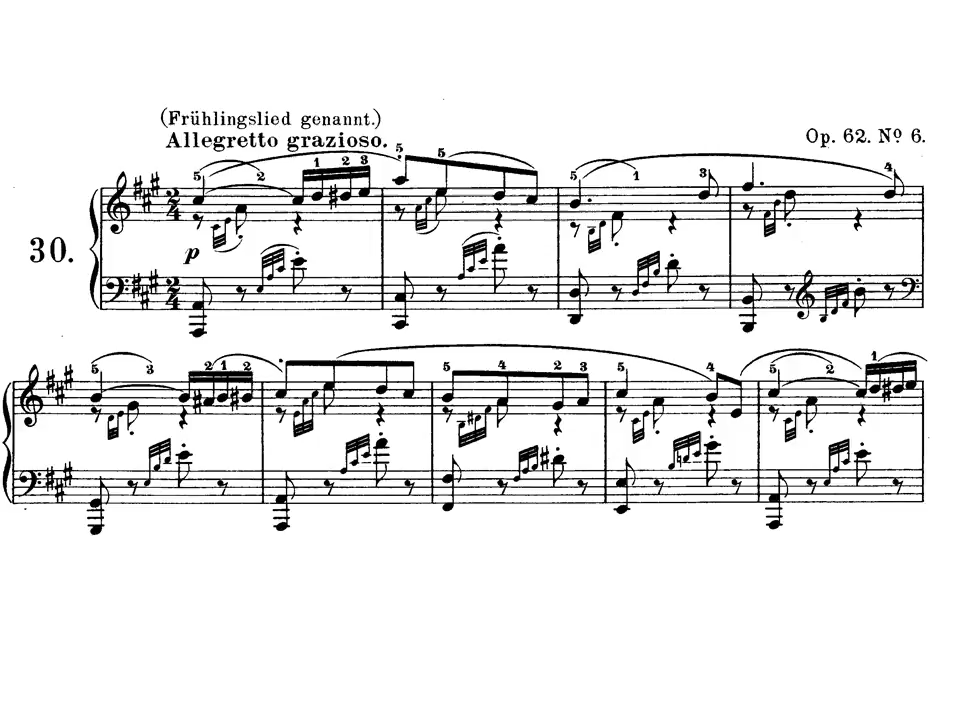 (Frühlingslied genannt.)
Allegretto grazioso.
Op. 62. Nº 6.
30.
p